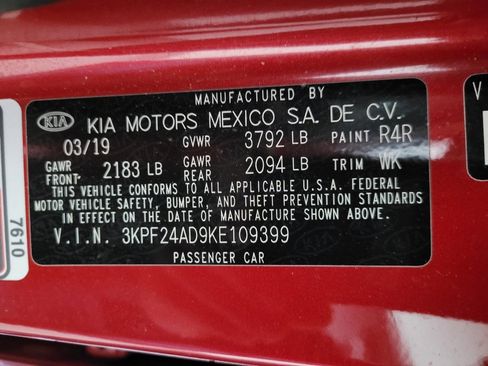 MANUFACTURED BY
KIA KIA MOTORS MEXICO S.A. DE C.V.
03/19 GVWR 3792 LB PAINT R4R
GAWR FRONT 2183 LB GAWR REAR 2094 LB TRIM WK
THIS VEHICLE CONFORMS TO ALL APPLICABLE U.S.A. FEDERAL
MOTOR VEHICLE SAFETY, BUMPER, AND THEFT PREVENTION STANDARDS
IN EFFECT ON THE DATE OF MANUFACTURE SHOWN ABOVE.
V.I.N. 3KPF24AD9KE109399
PASSENGER CAR
7610
V